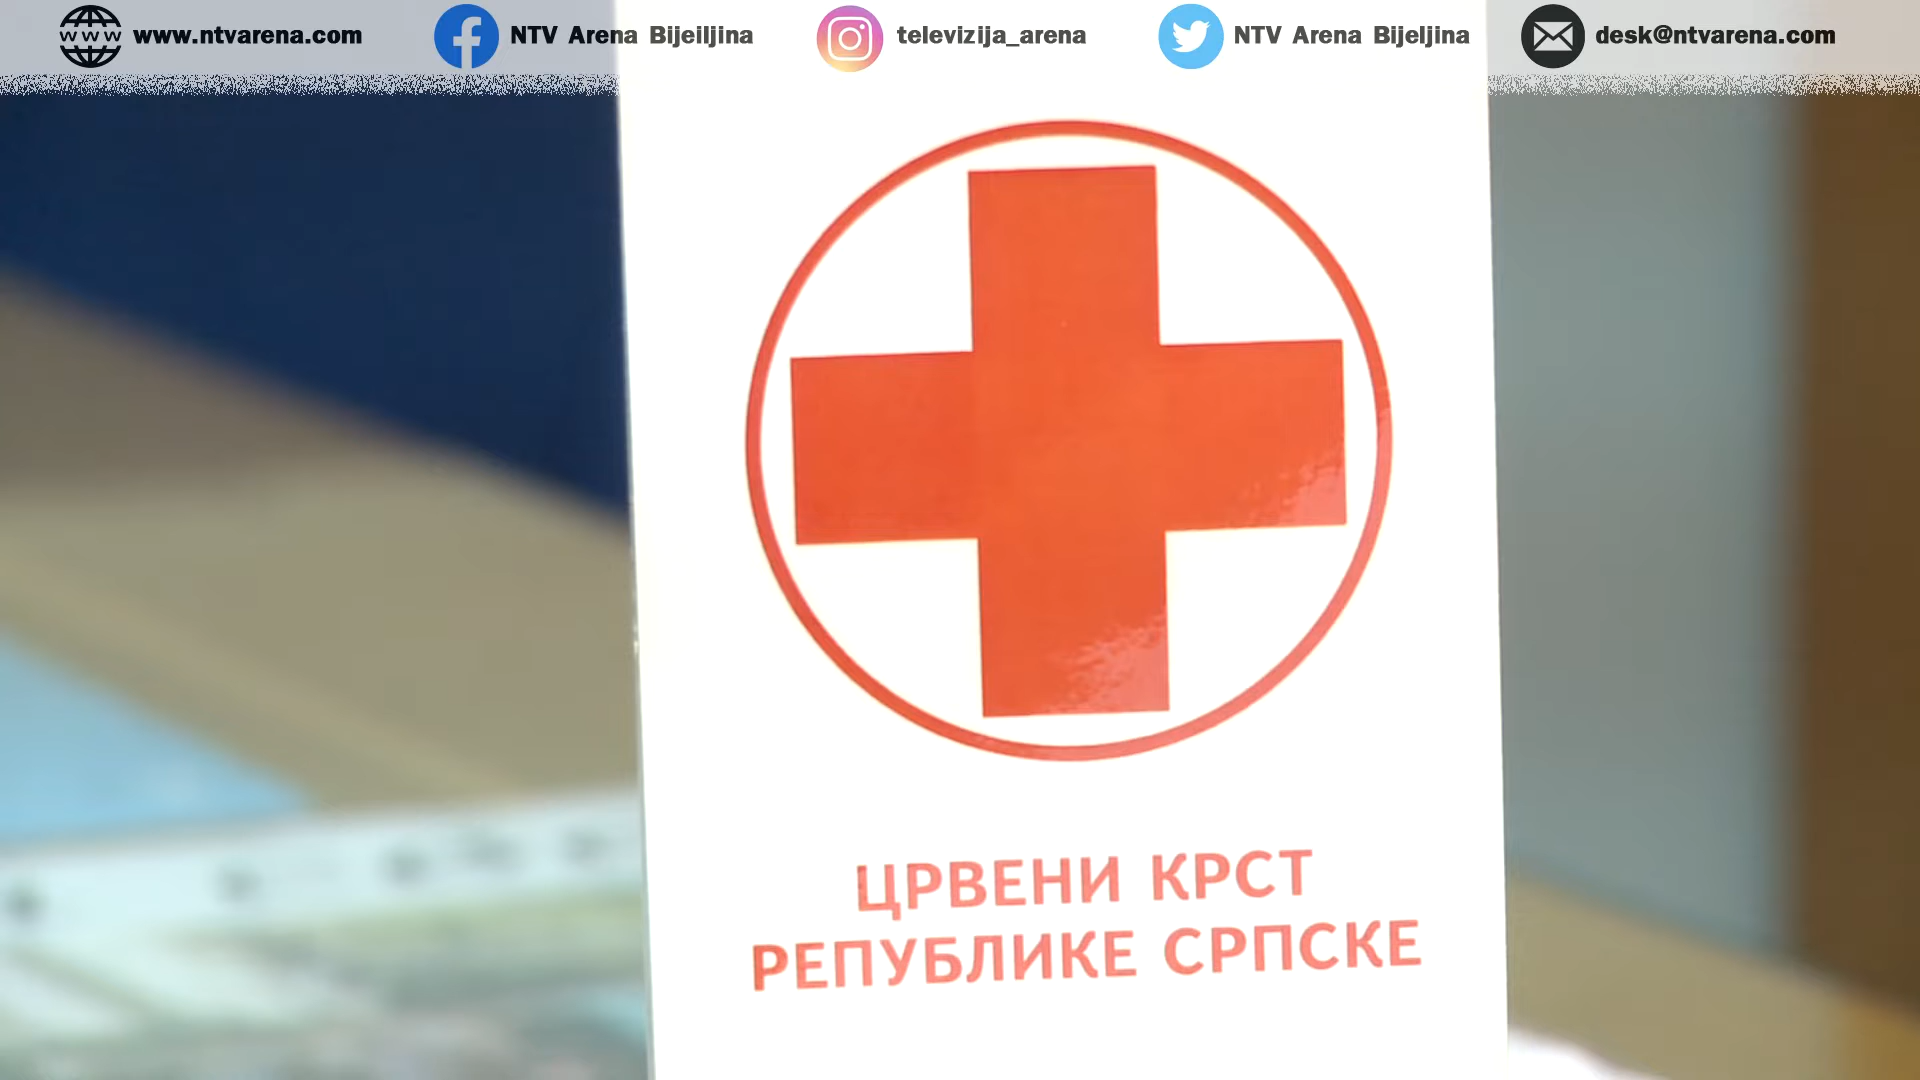 www.ntvarena.com
NTV Arena Bijeiljina
televizija_arena
NTV Arena Bijeljina
desk@ntvarena.com
ЦРВЕНИ КРСТ
РЕПУБЛИКЕ СРПСКЕ